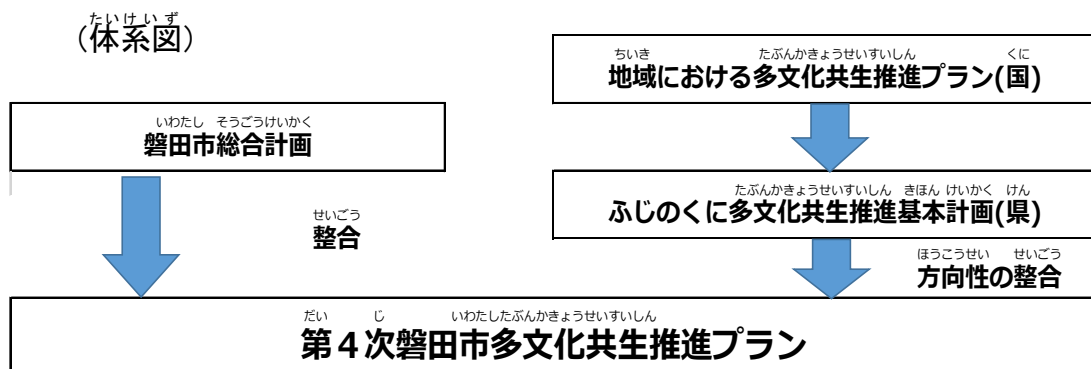 たいけいず
(体系図)
ちいき たぶんかきょうせいすいしん くに
地域における多文化共生推進プラン(国)
いわたし そうごうけいかく
磐田市総合計画
たぶんかきょうせいすいしん きほん けいかく けん
ふじのくに多文化共生推進基本計画(県)
せいごう
整合
ほうこうせい せいごう
方向性の整合
だい じ いわたしたぶんかきょうせいすいしん
第４次磐田市多文化共生推進プラン